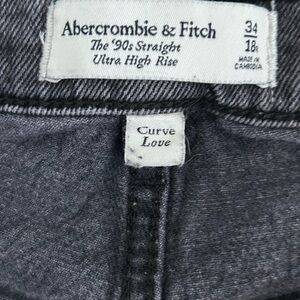 Abercrombie & Fitch
The '90s Straight
Ultra High Rise
34
18
MADE IN
CAMBODIA
Curve
Love